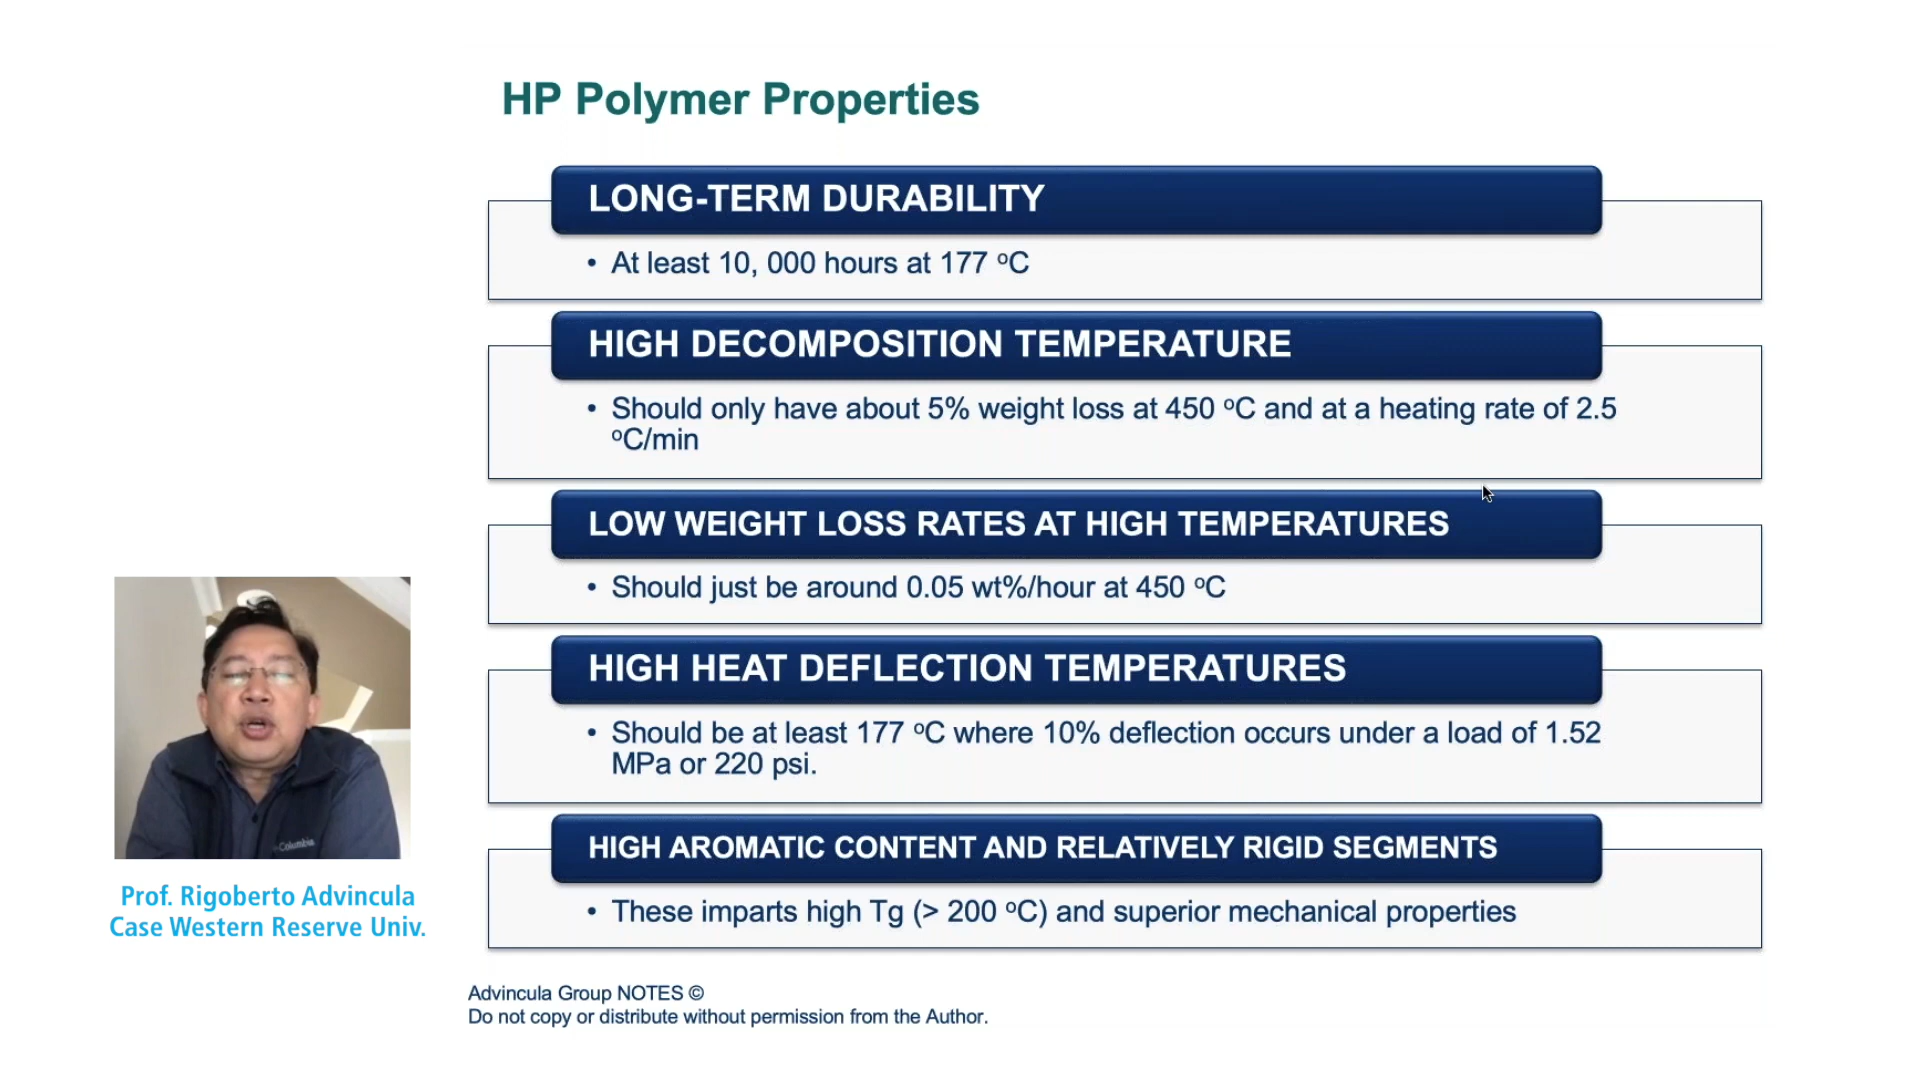 HP Polymer Properties
LONG-TERM DURABILITY
• At least 10, 000 hours at 177 ºC
HIGH DECOMPOSITION TEMPERATURE
• Should only have about 5% weight loss at 450 ºC and at a heating rate of 2.5
ºC/min
LOW WEIGHT LOSS RATES AT HIGH TEMPERATURES
• Should just be around 0.05 wt%/hour at 450 ºC
HIGH HEAT DEFLECTION TEMPERATURES
• Should be at least 177 ºC where 10% deflection occurs under a load of 1.52
MPa or 220 psi.
HIGH AROMATIC CONTENT AND RELATIVELY RIGID SEGMENTS
• These imparts high Tg (> 200 ºC) and superior mechanical properties
Columbia
Prof. Rigoberto Advincula
Case Western Reserve Univ.
Advincula Group NOTES ©
Do not copy or distribute without permission from the Author.